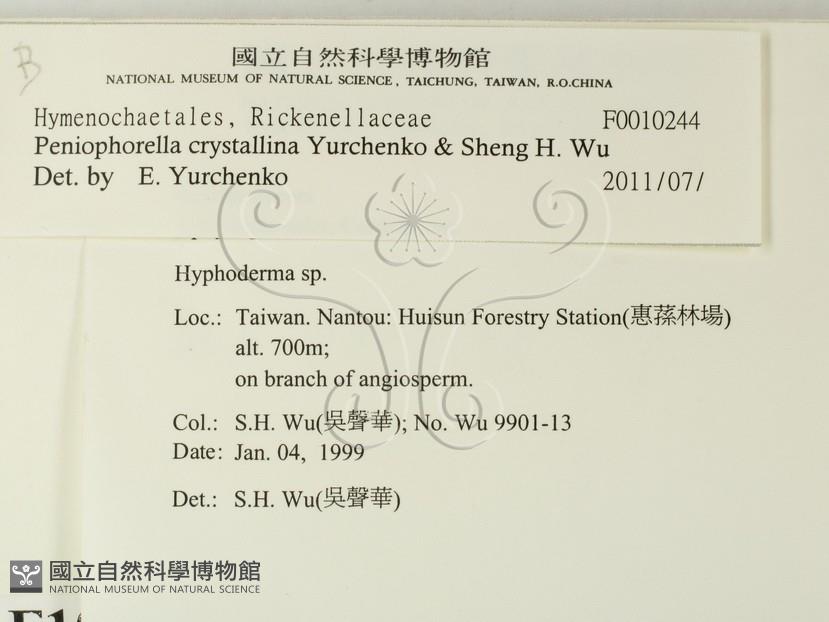 B
國立自然科學博物館
NATIONAL MUSEUM OF NATURAL SCIENCE, TAICHUNG, TAIWAN, R.O.CHINA
Hymenochaetales, Rickenellaceae F0010244
Peniophorella crystallina Yurchenko & Sheng H. Wu
Det. by E. Yurchenko 2011/07/
Hyphoderma sp.
Loc.: Taiwan. Nantou: Huisun Forestry Station(惠蓀林場)
alt. 700m;
on branch of angiosperm.
Col.: S.H. Wu(吳聲華); No. Wu 9901-13
Date: Jan. 04, 1999
Det.: S.H. Wu(吳聲華)
國立自然科學博物館
NATIONAL MUSEUM OF NATURAL SCIENCE